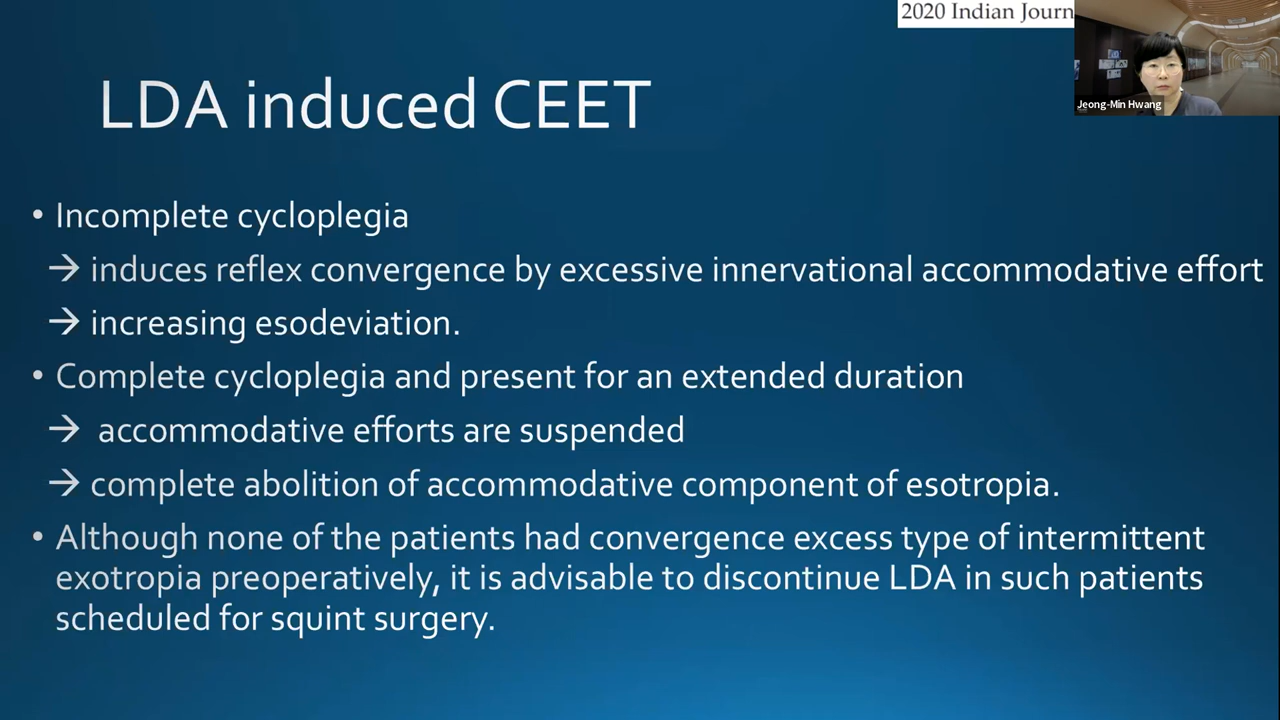 2020 Indian Journ
Jeong-Min Hwang
LDA induced CEET
• Incomplete cycloplegia
→ induces reflex convergence by excessive innervational accommodative effort
→ increasing esodeviation.
• Complete cycloplegia and present for an extended duration
→ accommodative efforts are suspended
→ complete abolition of accommodative component of esotropia.
• Although none of the patients had convergence excess type of intermittent
exotropia preoperatively, it is advisable to discontinue LDA in such patients
scheduled for squint surgery.